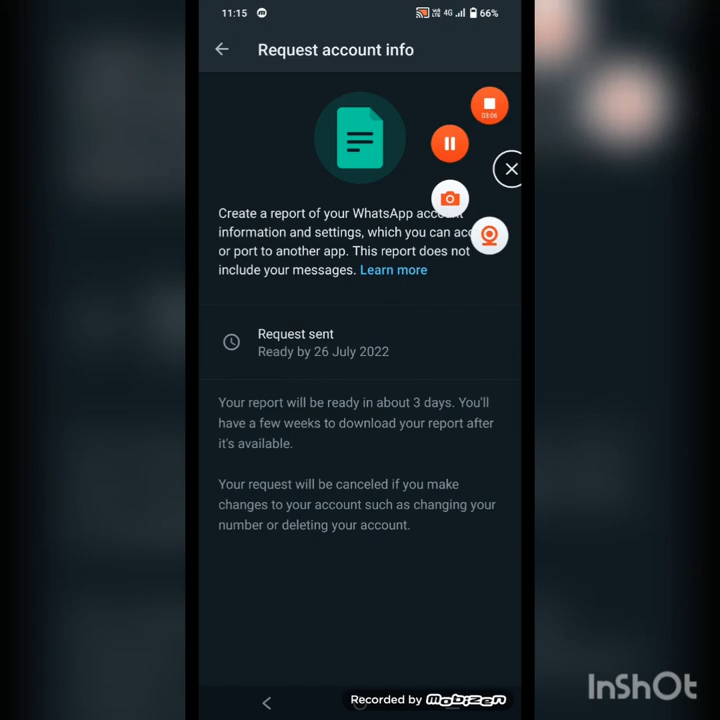 11:15 4G 66%
Request account info
03:06
Create a report of your WhatsApp account
information and settings, which you can acc
or port to another app. This report does not
include your messages. Learn more
Request sent
Ready by 26 July 2022
Your report will be ready in about 3 days. You'll
have a few weeks to download your report after
it's available.
Your request will be canceled if you make
changes to your account such as changing your
number or deleting your account.
Recorded by mobizen
InShOt